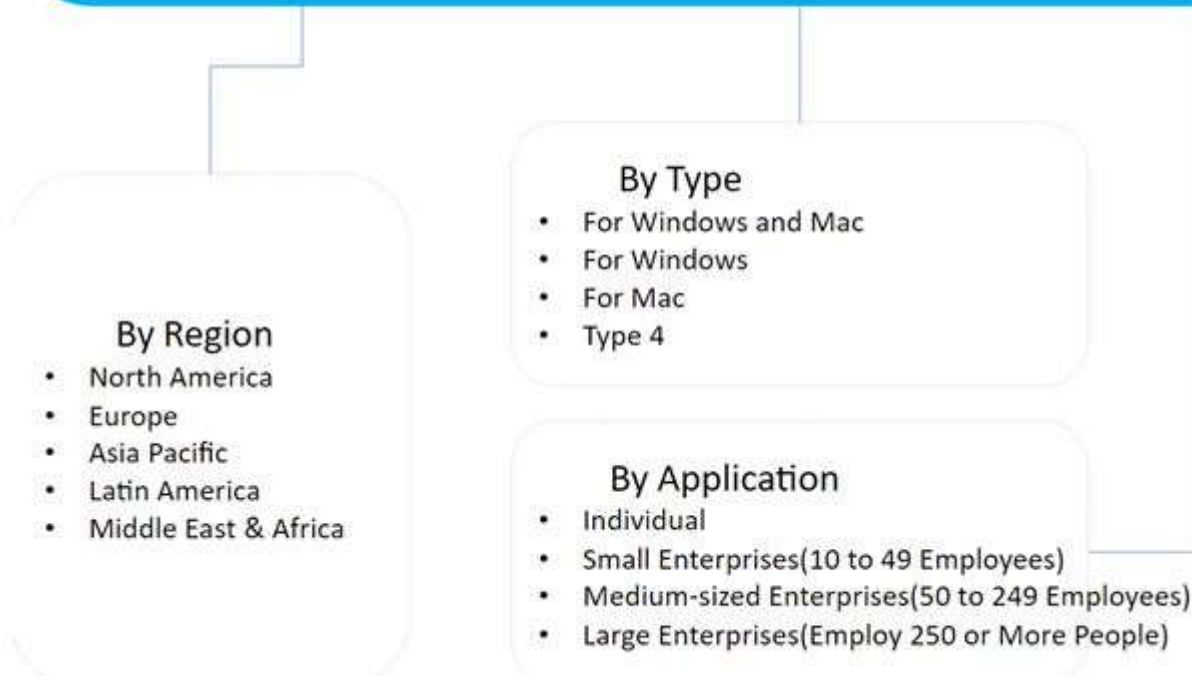 By Region
• North America
• Europe
• Asia Pacific
• Latin America
• Middle East & Africa
By Type
• For Windows and Mac
• For Windows
• For Mac
• Type 4
By Application
• Individual
• Small Enterprises(10 to 49 Employees)
• Medium-sized Enterprises(50 to 249 Employees)
• Large Enterprises(Employ 250 or More People)